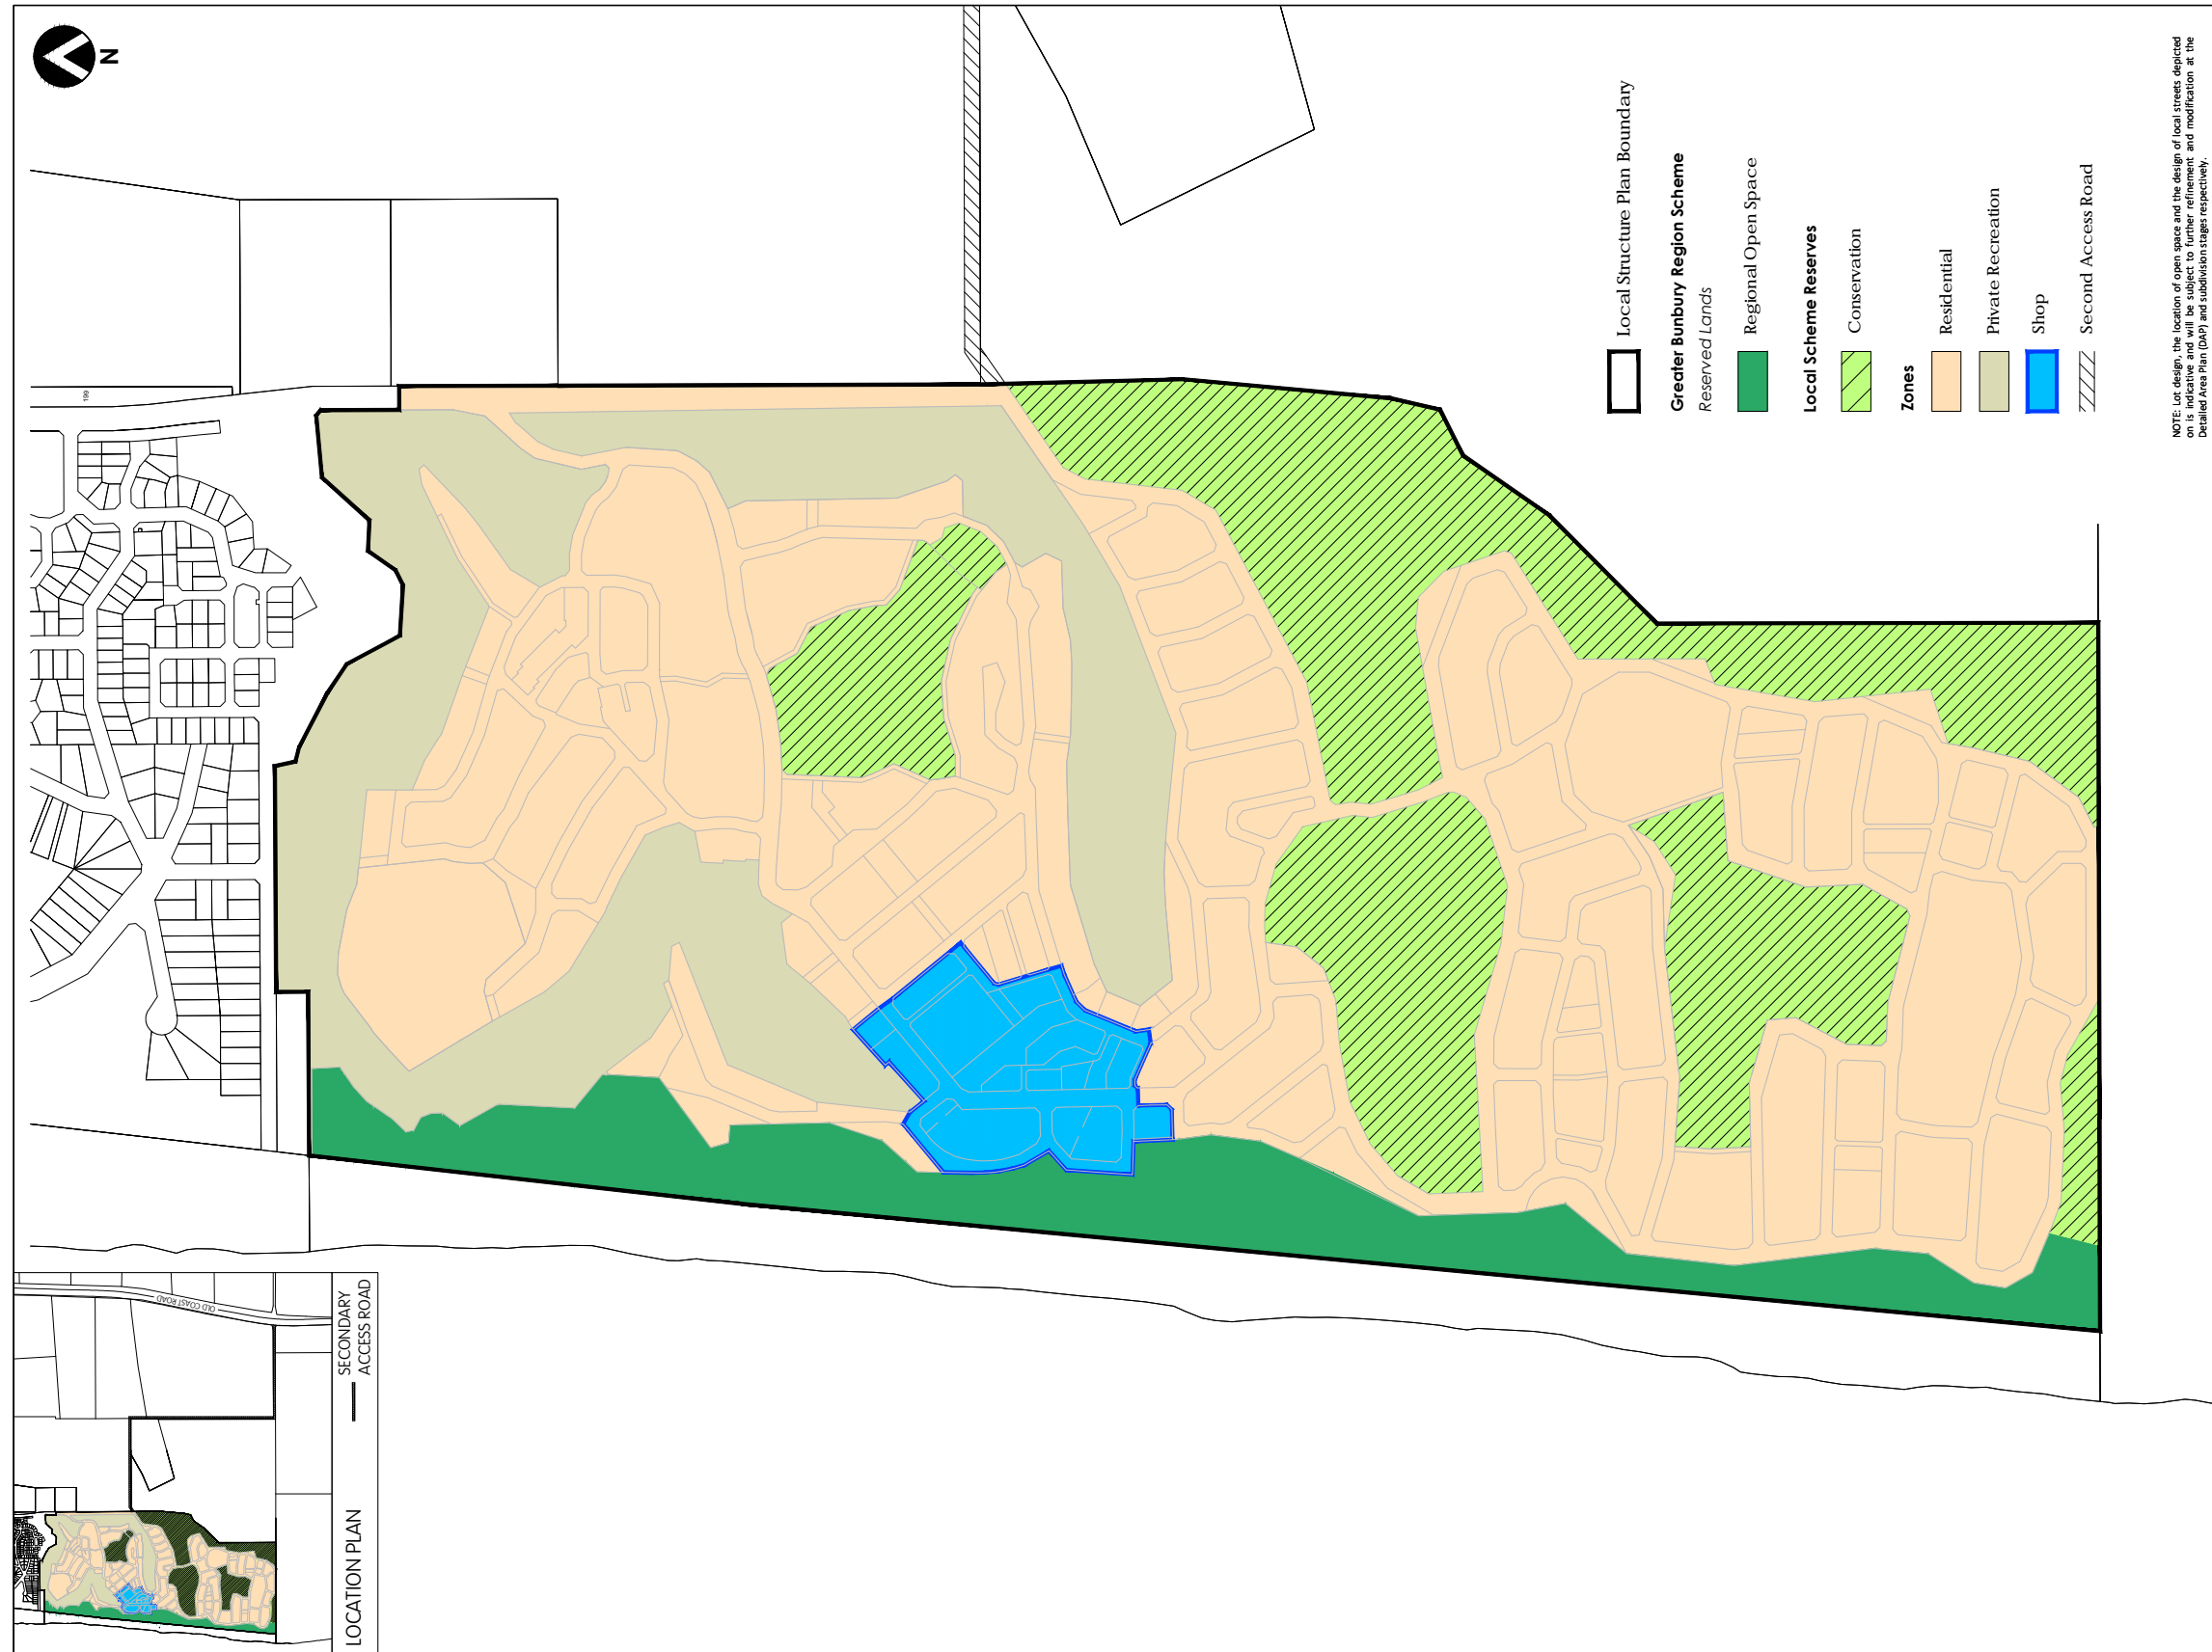 N
199
Local Structure Plan Boundary
Greater Bunbury Region Scheme
Reserved Lands
Regional Open Space
Local Scheme Reserves
Conservation
Zones
Residential
Private Recreation
Shop
Second Access Road
NOTE: Lot design, the location of open space and the design of local streets depicted
on is indicative and will be subject to further refinement and modification at the
Detailed Area Plan (DAP) and subdivision stages respectively.
OLD COAST ROAD
SECONDARY
ACCESS ROAD
LOCATION PLAN